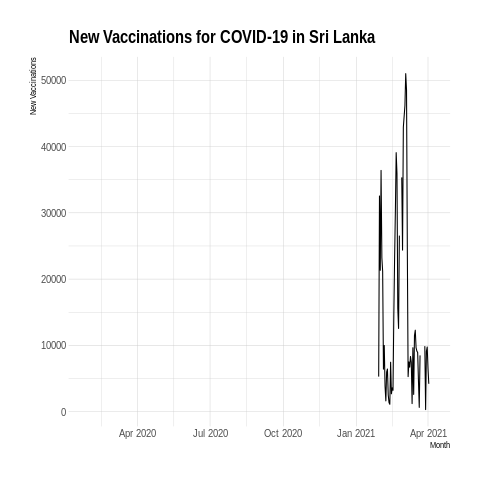 New Vaccinations for COVID-19 in Sri Lanka
New Vaccinations
50000
40000
30000
20000
10000
0
Apr 2020 Jul 2020 Oct 2020 Jan 2021 Apr 2021
Month